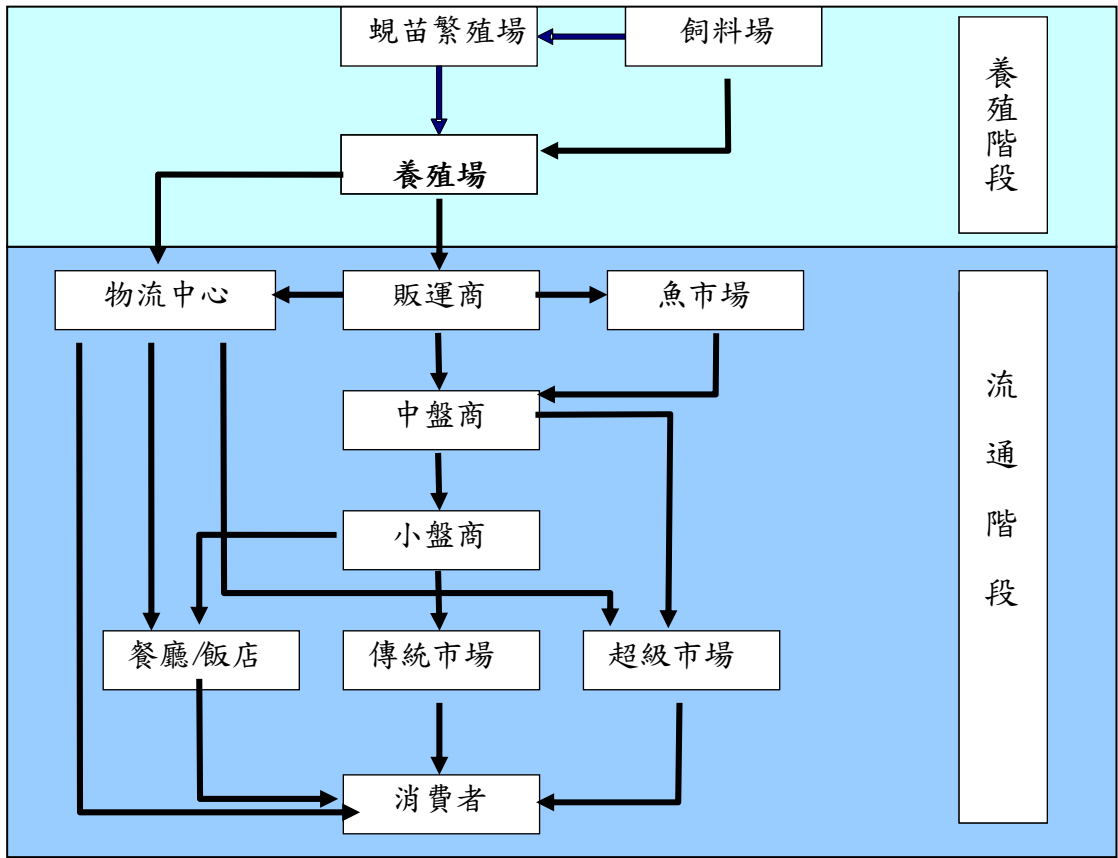 蜆苗繁殖場
飼料場
養殖階段
養殖場
物流中心
販運商
魚市場
流通階段
中盤商
小盤商
餐廳/飯店
傳統市場
超級市場
消費者